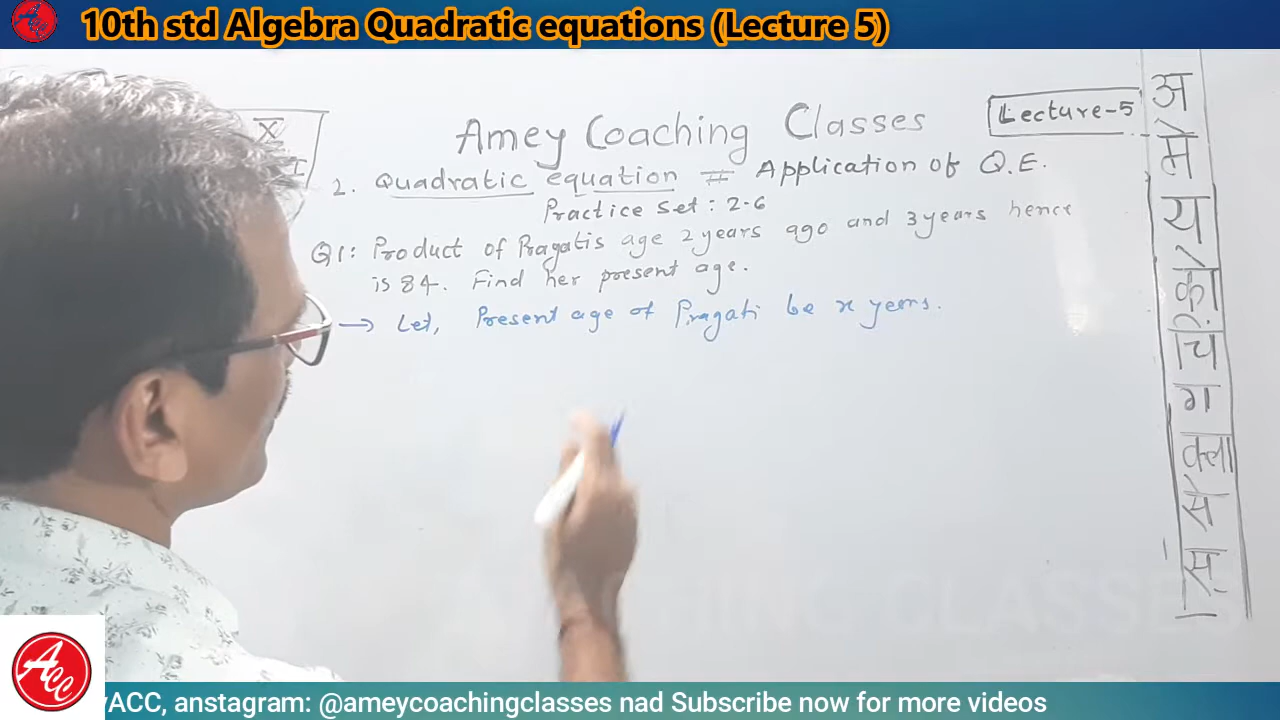 10th std Algebra Quadratic equations (Lecture 5)
X
Amey Coaching Classes
Lecture-5
2. Quadratic equation = Application of Q.E.
Practice Set : 2-6
Q1: Product of Pragatis age 2 years ago and 3 years hence
is 84. Find her present age.
→ Let, Present age of Pragati be x years.
अमेय कोचिंग क्लासेस
ACC
ACC, anstagram: @ameycoachingclasses nad Subscribe now for more videos